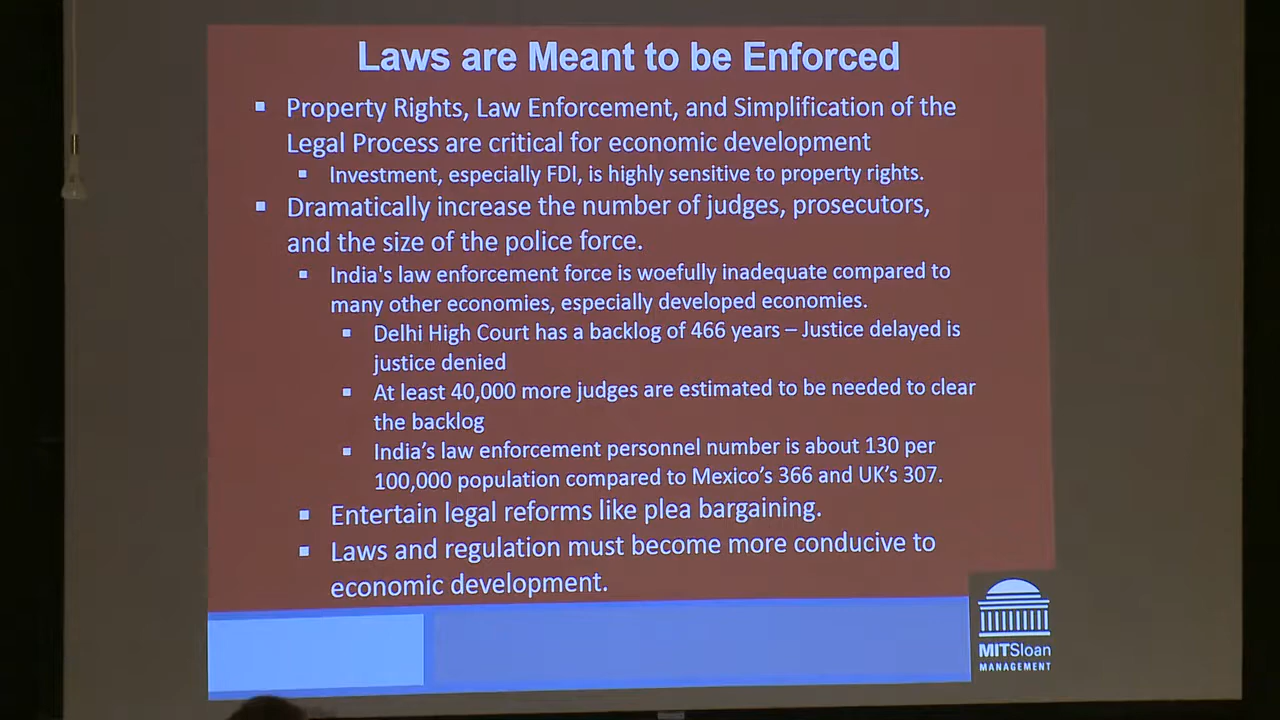 Laws are Meant to be Enforced
▪ Property Rights, Law Enforcement, and Simplification of the
Legal Process are critical for economic development
▪ Investment, especially FDI, is highly sensitive to property rights.
▪ Dramatically increase the number of judges, prosecutors,
and the size of the police force.
▪ India's law enforcement force is woefully inadequate compared to
many other economies, especially developed economies.
▪ Delhi High Court has a backlog of 466 years – Justice delayed is
justice denied
▪ At least 40,000 more judges are estimated to be needed to clear
the backlog
▪ India’s law enforcement personnel number is about 130 per
100,000 population compared to Mexico’s 366 and UK’s 307.
▪ Entertain legal reforms like plea bargaining.
▪ Laws and regulation must become more conducive to
economic development.
MITSloan
MANAGEMENT